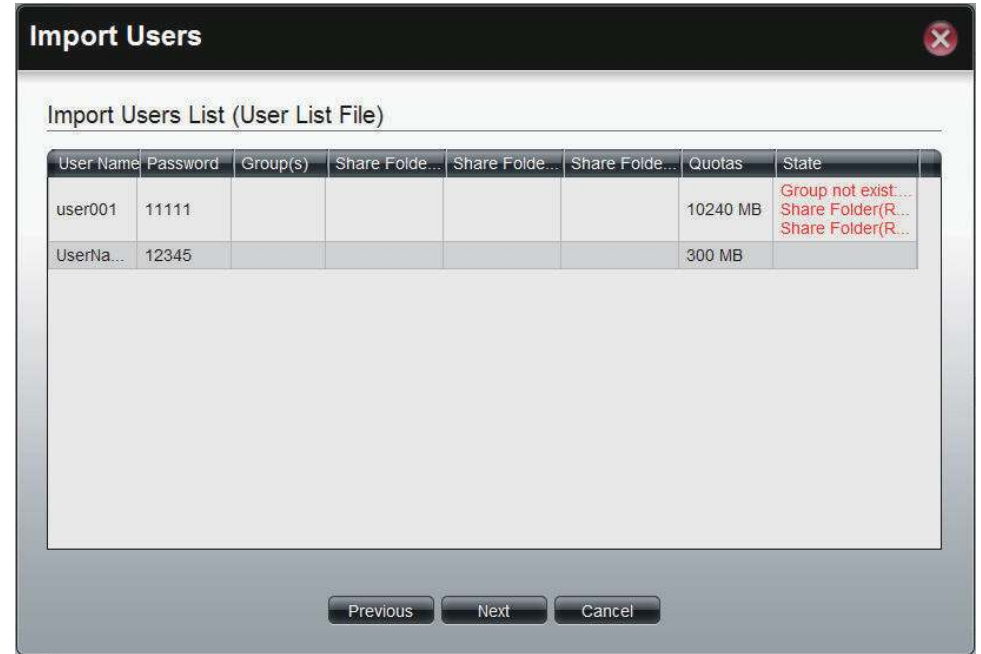 Import Users
Import Users List (User List File)
User Name Password Group(s) Share Folde... Share Folde... Share Folde... Quotas State
user001 11111 10240 MB Group not exist:...
Share Folder(R...
Share Folder(R...
UserNa... 12345 300 MB
Previous Next Cancel